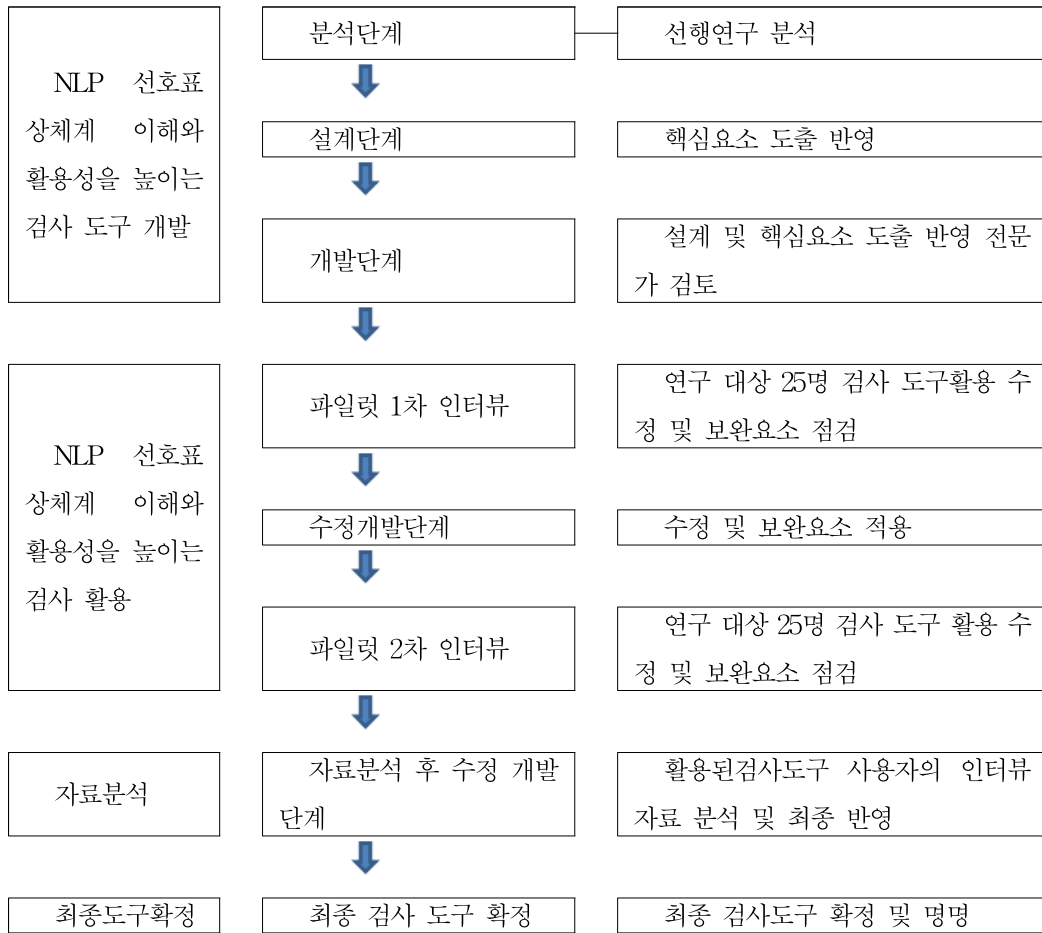 NLP 선호표
상체계 이해와
활용성을 높이는
검사 도구 개발
분석단계
선행연구 분석
설계단계
핵심요소 도출 반영
개발단계
설계 및 핵심요소 도출 반영 전문
가 검토
NLP 선호표
상체계 이해와
활용성을 높이는
검사 활용
파일럿 1차 인터뷰
연구 대상 25명 검사 도구활용 수
정 및 보완요소 점검
수정개발단계
수정 및 보완요소 적용
파일럿 2차 인터뷰
연구 대상 25명 검사 도구 활용 수
정 및 보완요소 점검
자료분석
자료분석 후 수정 개발
단계
활용된검사도구 사용자의 인터뷰
자료 분석 및 최종 반영
최종도구확정
최종 검사 도구 확정
최종 검사도구 확정 및 명명